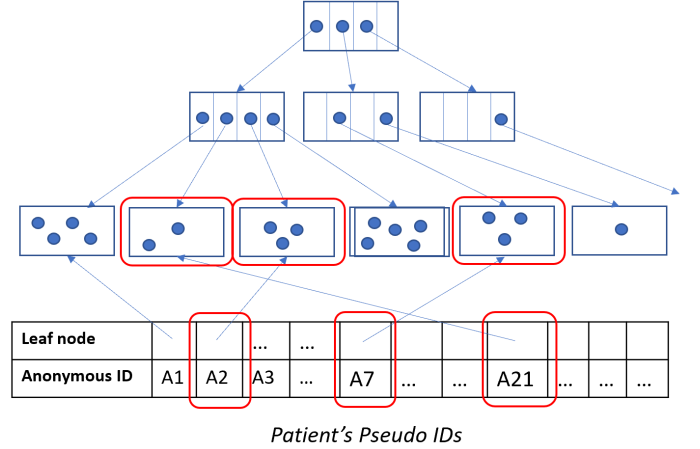 Leaf node ... ...
Anonymous ID A1 A2 A3 ... A7 ... ... A21 ... ... ...
Patient's Pseudo IDs